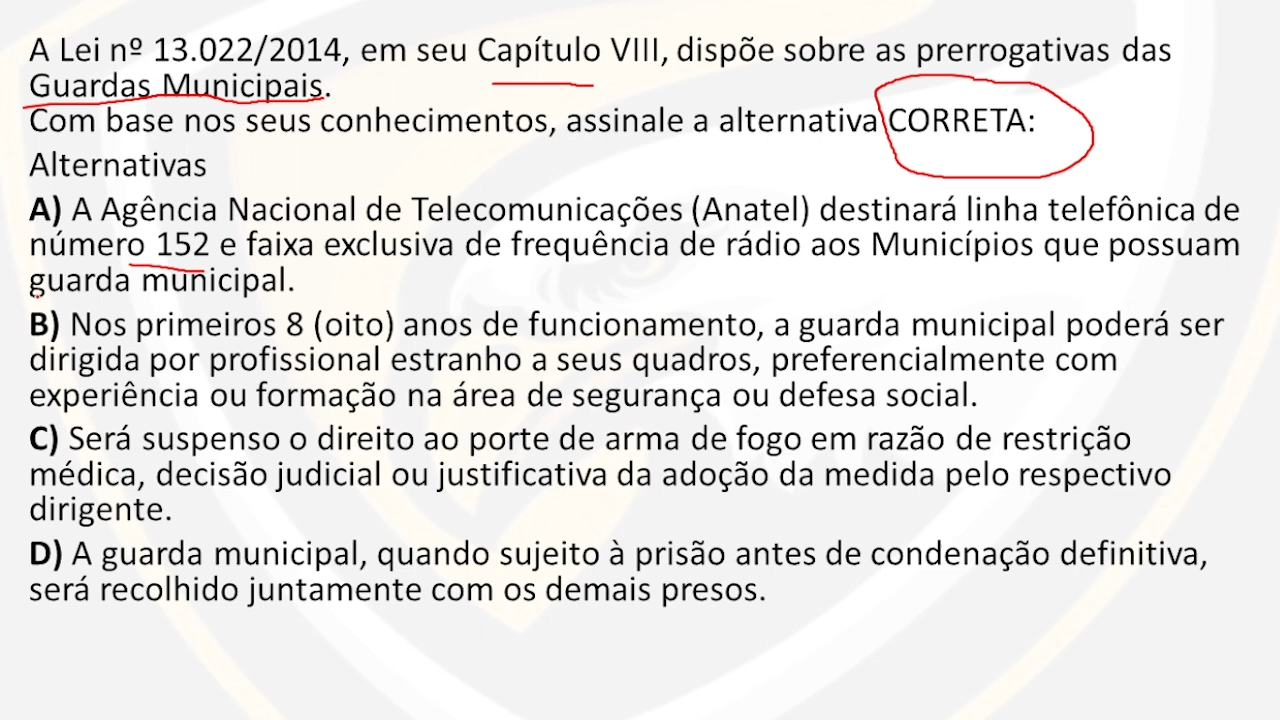 A Lei nº 13.022/2014, em seu Capítulo VIII, dispõe sobre as prerrogativas das
Guardas Municipais.
Com base nos seus conhecimentos, assinale a alternativa CORRETA:
Alternativas
A) A Agência Nacional de Telecomunicações (Anatel) destinará linha telefônica de
número 152 e faixa exclusiva de frequência de rádio aos Municípios que possuam
guarda municipal.
B) Nos primeiros 8 (oito) anos de funcionamento, a guarda municipal poderá ser
dirigida por profissional estranho a seus quadros, preferencialmente com
experiência ou formação na área de segurança ou defesa social.
C) Será suspenso o direito ao porte de arma de fogo em razão de restrição
médica, decisão judicial ou justificativa da adoção da medida pelo respectivo
dirigente.
D) A guarda municipal, quando sujeito à prisão antes de condenação definitiva,
será recolhido juntamente com os demais presos.